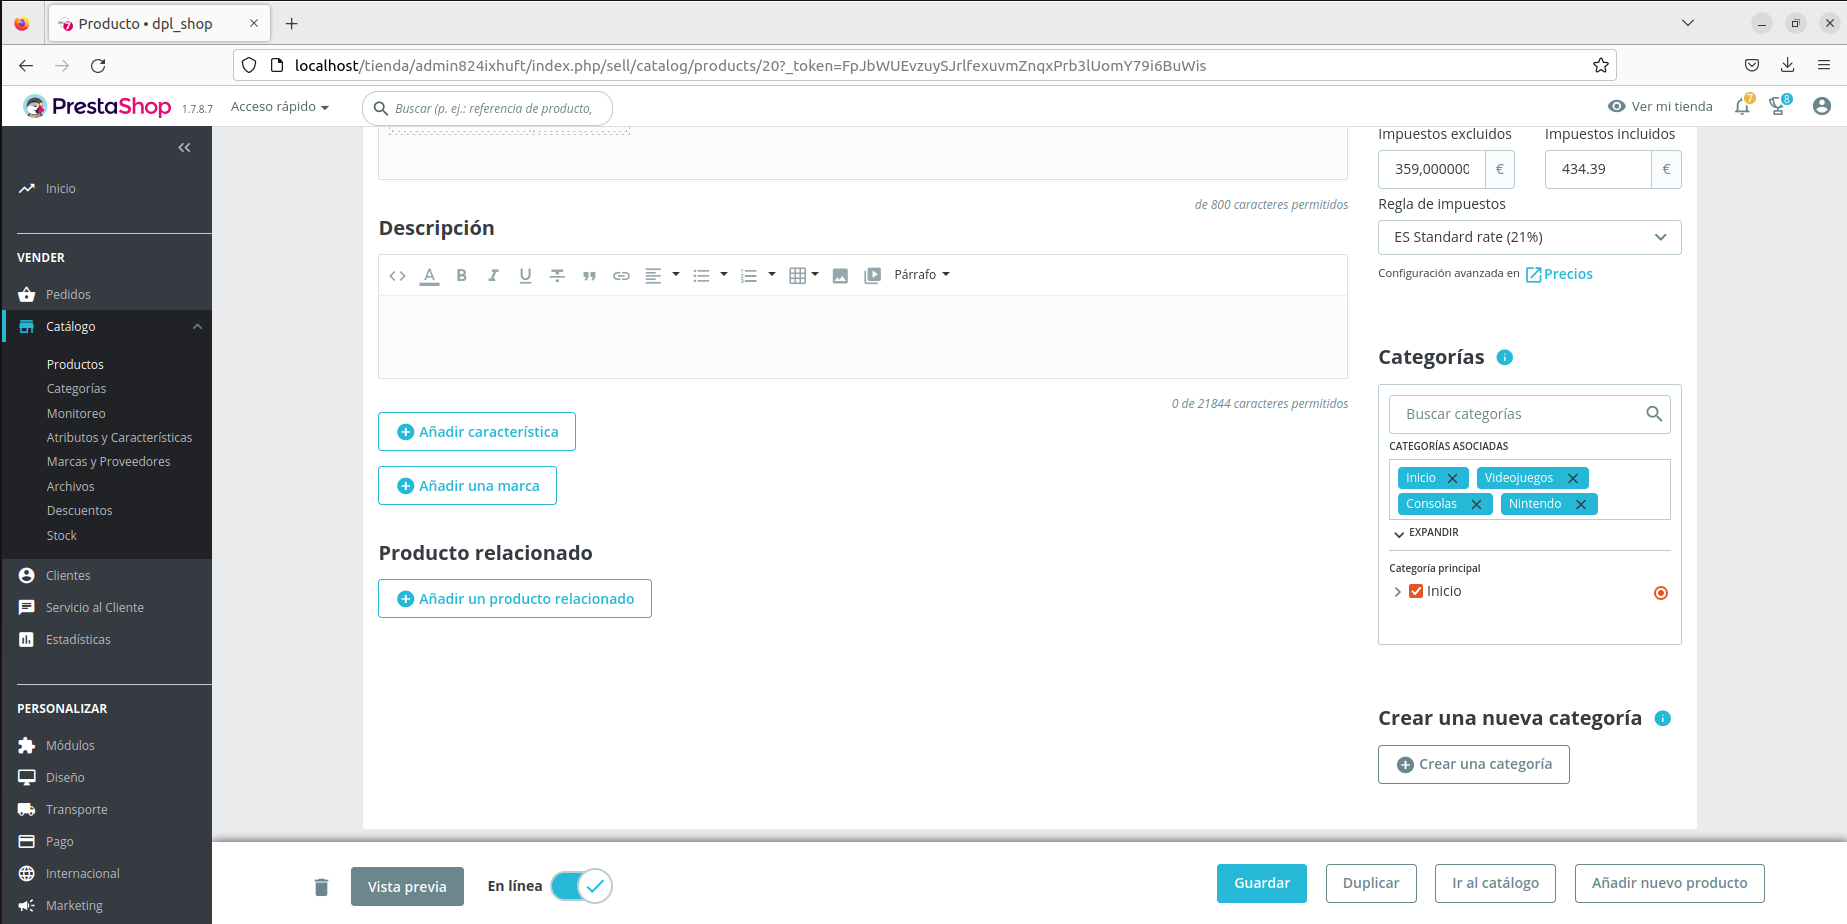 Producto • dpl_shop
localhost/tienda/admin824ixhuft/index.php/sell/catalog/products/20?_token=FpJbWUEvzuySJrlfexuvmZnqxPrb3lUomY79i6BuWis
PrestaShop 1.7.8.7
Acceso rápido
Buscar (p. ej.: referencia de producto,
Ver mi tienda
7
8
Inicio
VENDER
Pedidos
Catálogo
Productos
Categorías
Monitoreo
Atributos y Características
Marcas y Proveedores
Archivos
Descuentos
Stock
Clientes
Servicio al Cliente
Estadísticas
PERSONALIZAR
Módulos
Diseño
Transporte
Pago
Internacional
Marketing
de 800 caracteres permitidos
Descripción
Párrafo
0 de 21844 caracteres permitidos
Añadir característica
Añadir una marca
Producto relacionado
Añadir un producto relacionado
Impuestos excluidos Impuestos incluidos
359,000000 € 434.39 €
Regla de impuestos
ES Standard rate (21%)
Configuración avanzada en Precios
Categorías
Buscar categorías
CATEGORÍAS ASOCIADAS
Inicio Videojuegos
Consolas Nintendo
EXPANDIR
Categoría principal
Inicio
Crear una nueva categoría
Crear una categoría
Vista previa
En línea
Guardar
Duplicar
Ir al catálogo
Añadir nuevo producto